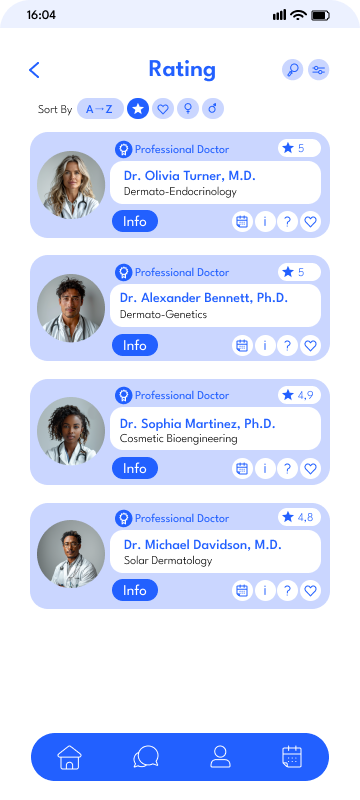 16:04
Rating
Sort By A→Z
Professional Doctor 5
Dr. Olivia Turner, M.D.
Dermato-Endocrinology
Info i ?
Professional Doctor 5
Dr. Alexander Bennett, Ph.D.
Dermato-Genetics
Info i ?
Professional Doctor 4,9
Dr. Sophia Martinez, Ph.D.
Cosmetic Bioengineering
Info i ?
Professional Doctor 4,8
Dr. Michael Davidson, M.D.
Solar Dermatology
Info i ?